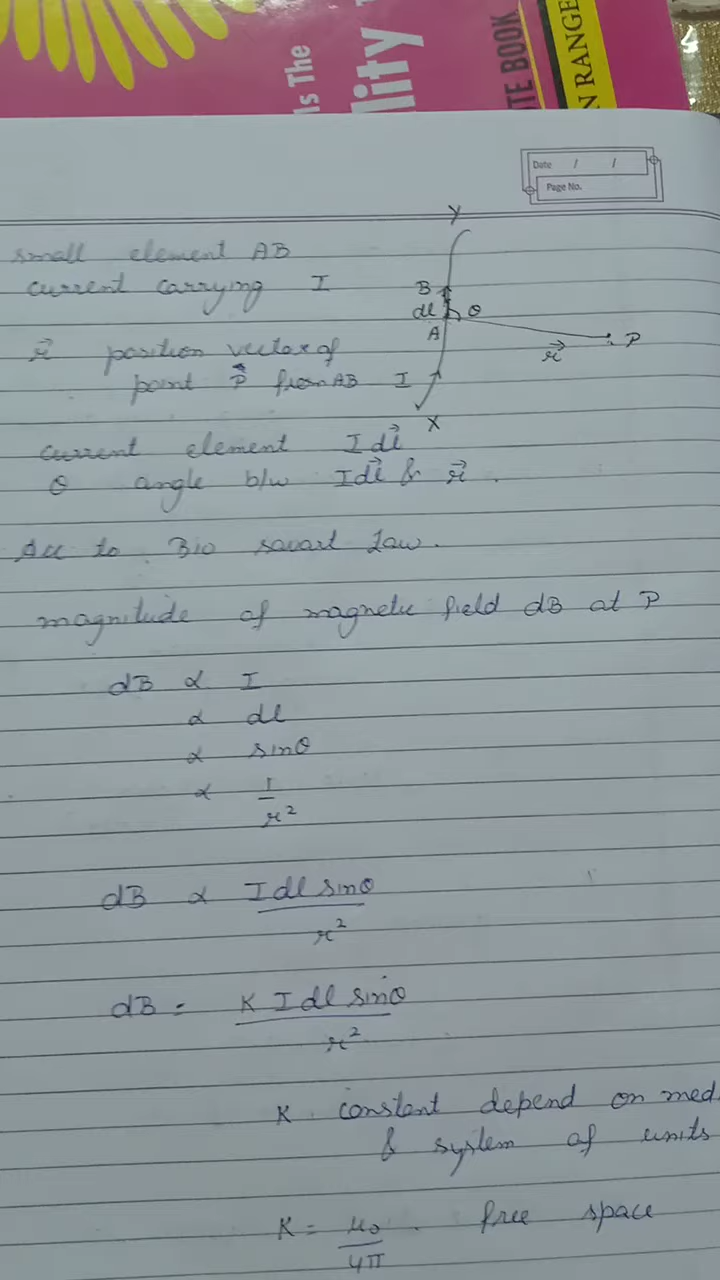 Is The
lity
TE BOOK
N RANGE
Date / /
Page No.
small element AB
current carrying I
Y
B
dl θ
A
P
r⃗
I
X
r⃗ position vector of
point P from AB
current element Idl⃗
θ angle b/w Idl⃗ & r⃗.
Acc to Bio savart Law.
magnitude of magnetic field dB at P
dB ∝ I
∝ dl
∝ sinθ
∝ 1/r²
dB ∝ I dl sinθ/r²
dB = K I dl sinθ/r²
K constant depend on med
& system of units
K = μ₀/4π . free space